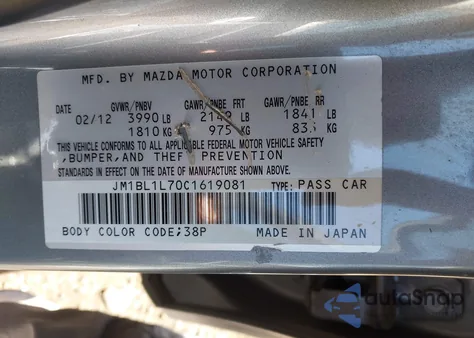 MFD. BY MAZDA MOTOR CORPORATION
DATE GVWR/PNBV GAWR/PNBE FRT GAWR/PNBE RR
02/12 3990 LB 2149 LB 1841 LB
1810 KG 975 KG 835 KG
THIS VEHICLE CONFORMS TO ALL APPLICABLE FEDERAL MOTOR VEHICLE SAFETY
,BUMPER,AND THEFT PREVENTION
STANDARDS IN EFFECT ON THE DATE OF MANUFACTURE SHOWN ABOVE.
JM1BL1L70C1619081 TYPE: PASS CAR
BODY COLOR CODE;38P MADE IN JAPAN
autoSnap